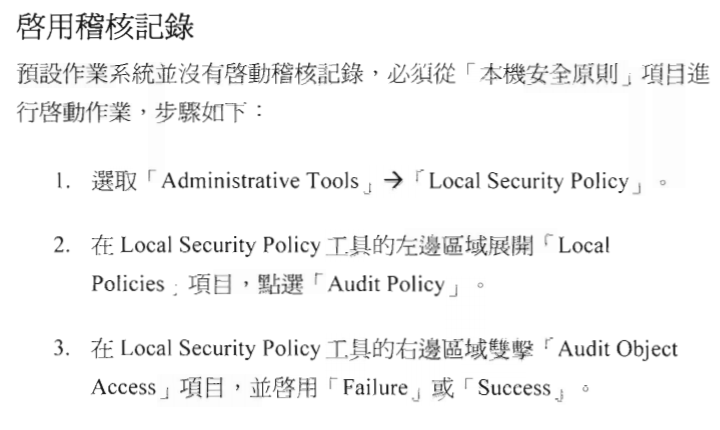 啓用稽核記錄
預設作業系統並沒有啓動稽核記錄，必須從「本機安全原則」項目進
行啓動作業，步驟如下：
1. 選取「Administrative Tools」→「Local Security Policy」。
2. 在 Local Security Policy 工具的左邊區域展開「Local
Policies」項目，點選「Audit Policy」。
3. 在 Local Security Policy 工具的右邊區域雙擊「Audit Object
Access」項目，並啓用「Failure」或「Success」。